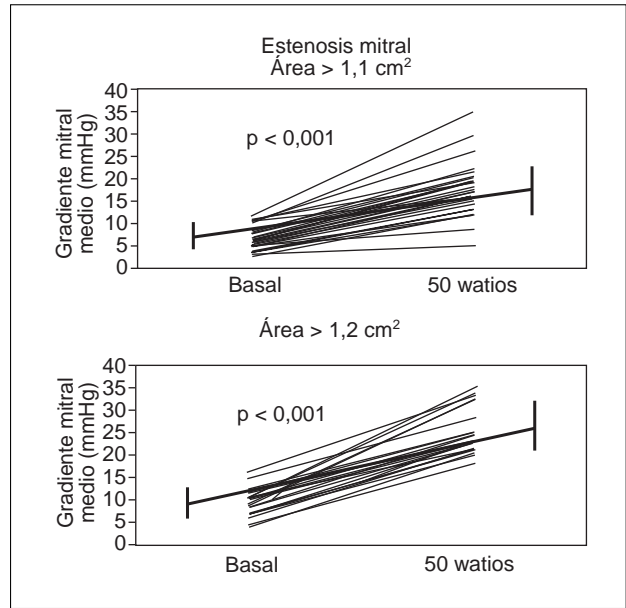 Estenosis mitral
Área > 1,1 cm²
Gradiente mitral
medio (mmHg)
40
35
30
25
20
15
10
5
0
p < 0,001
Basal
50 watios
Área > 1,2 cm²
Gradiente mitral
medio (mmHg)
40
35
30
25
20
15
10
5
0
p < 0,001
Basal
50 watios